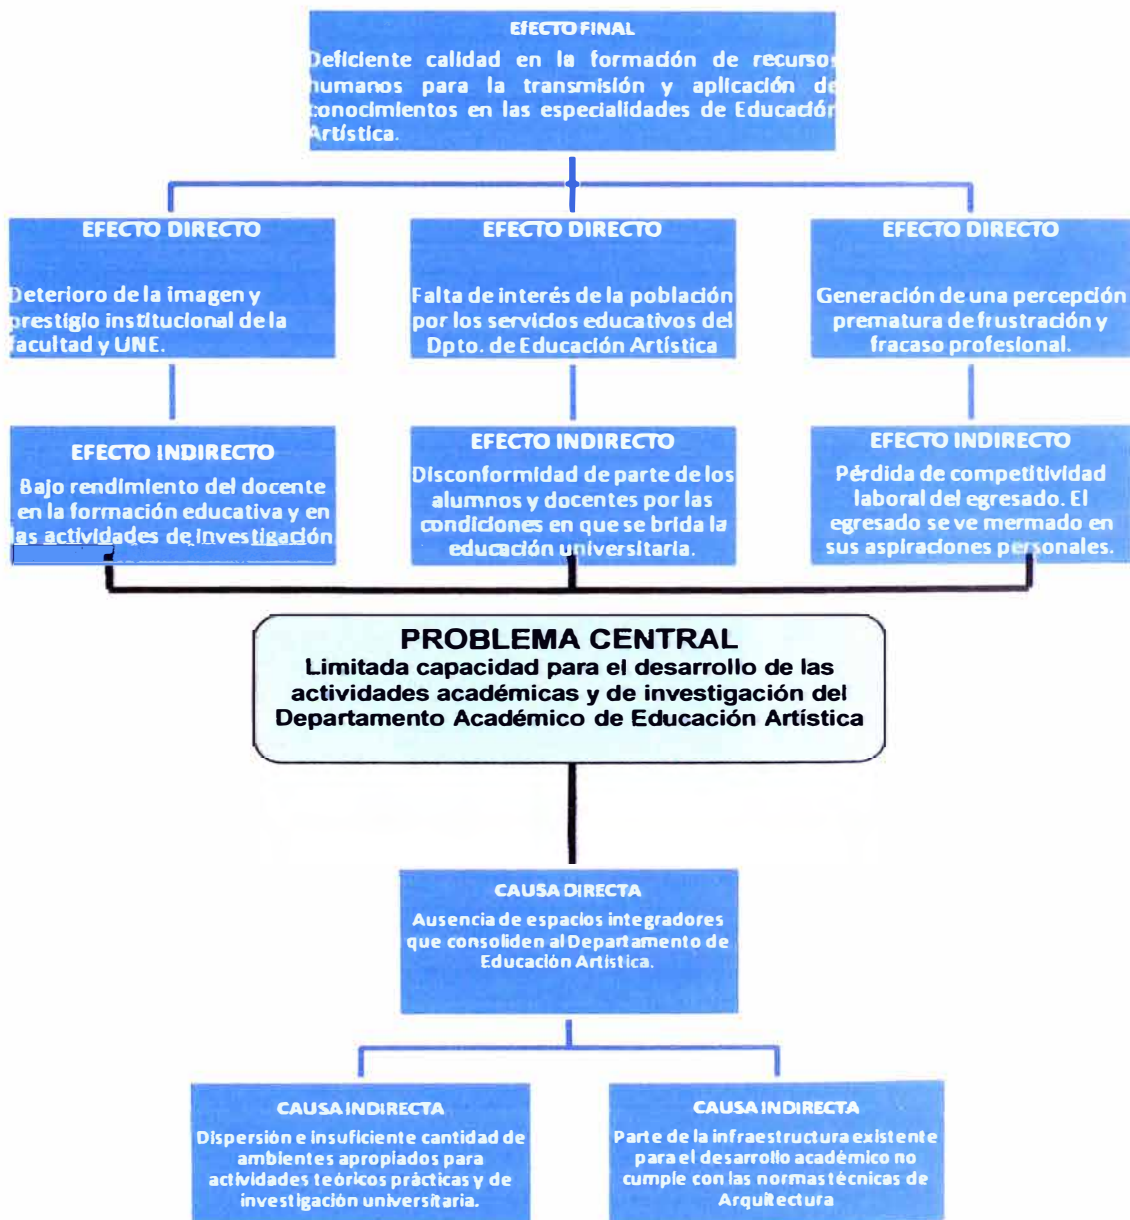 EFECTO FINAL
Deficiente calidad en la formación de recursos
humanos para la transmisión y aplicación de
conocimientos en las especialidades de Educación
Artística.
EFECTO DIRECTO
Deterioro de la imagen y
prestigio institucional de la
facultad y UNE.
EFECTO DIRECTO
Falta de interés de la población
por los servicios educativos del
Dpto. de Educación Artística
EFECTO DIRECTO
Generación de una percepción
prematura de frustración y
fracaso profesional.
EFECTO INDIRECTO
Bajo rendimiento del docente
en la formación educativa y en
las actividades de investigación
EFECTO INDIRECTO
Disconformidad de parte de los
alumnos y docentes por las
condiciones en que se brida la
educación universitaria.
EFECTO INDIRECTO
Pérdida de competitividad
laboral del egresado. El
egresado se ve mermado en
sus aspiraciones personales.
PROBLEMA CENTRAL
Limitada capacidad para el desarrollo de las
actividades académicas y de investigación del
Departamento Académico de Educación Artística
CAUSA DIRECTA
Ausencia de espacios integradores
que consoliden al Departamento de
Educación Artistica.
CAUSA INDIRECTA
Dispersión e insuficiente cantidad de
ambientes apropiados para
actividades teóricos prácticas y de
investigación universitaria.
CAUSA INDIRECTA
Parte de la infraestructura existente
para el desarrollo académico no
cumple con las normas técnicas de
Arquitectura